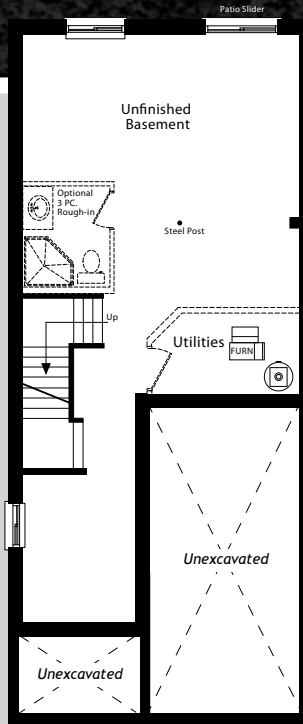 Patio Slider
Unfinished
Basement
Optional
3 PC.
Rough-in
Steel Post
Up
Utilities
FURN
Unexcavated
Unexcavated